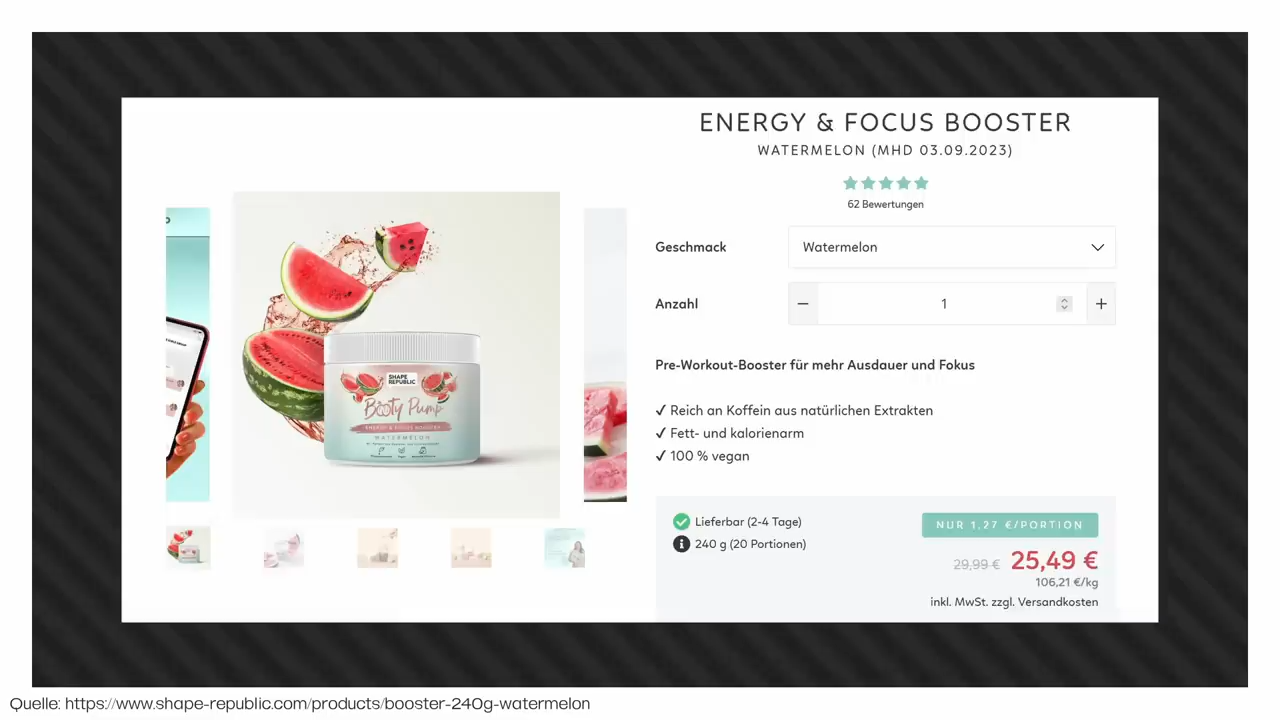 ENERGY & FOCUS BOOSTER
WATERMELON (MHD 03.09.2023)
62 Bewertungen
Geschmack
Watermelon
Anzahl
− 1 +
Pre-Workout-Booster für mehr Ausdauer und Fokus
✓ Reich an Koffein aus natürlichen Extrakten
✓ Fett- und kalorienarm
✓ 100 % vegan
Lieferbar (2-4 Tage)
240 g (20 Portionen)
NUR 1,27 €/PORTION
29,99 € 25,49 €
106,21 €/kg
inkl. MwSt. zzgl. Versandkosten
SHAPE
REPUBLIC
Booty Pump
ENERGY & FOCUS BOOSTER
WATERMELON
Quelle: https://www.shape-republic.com/products/booster-240g-watermelon